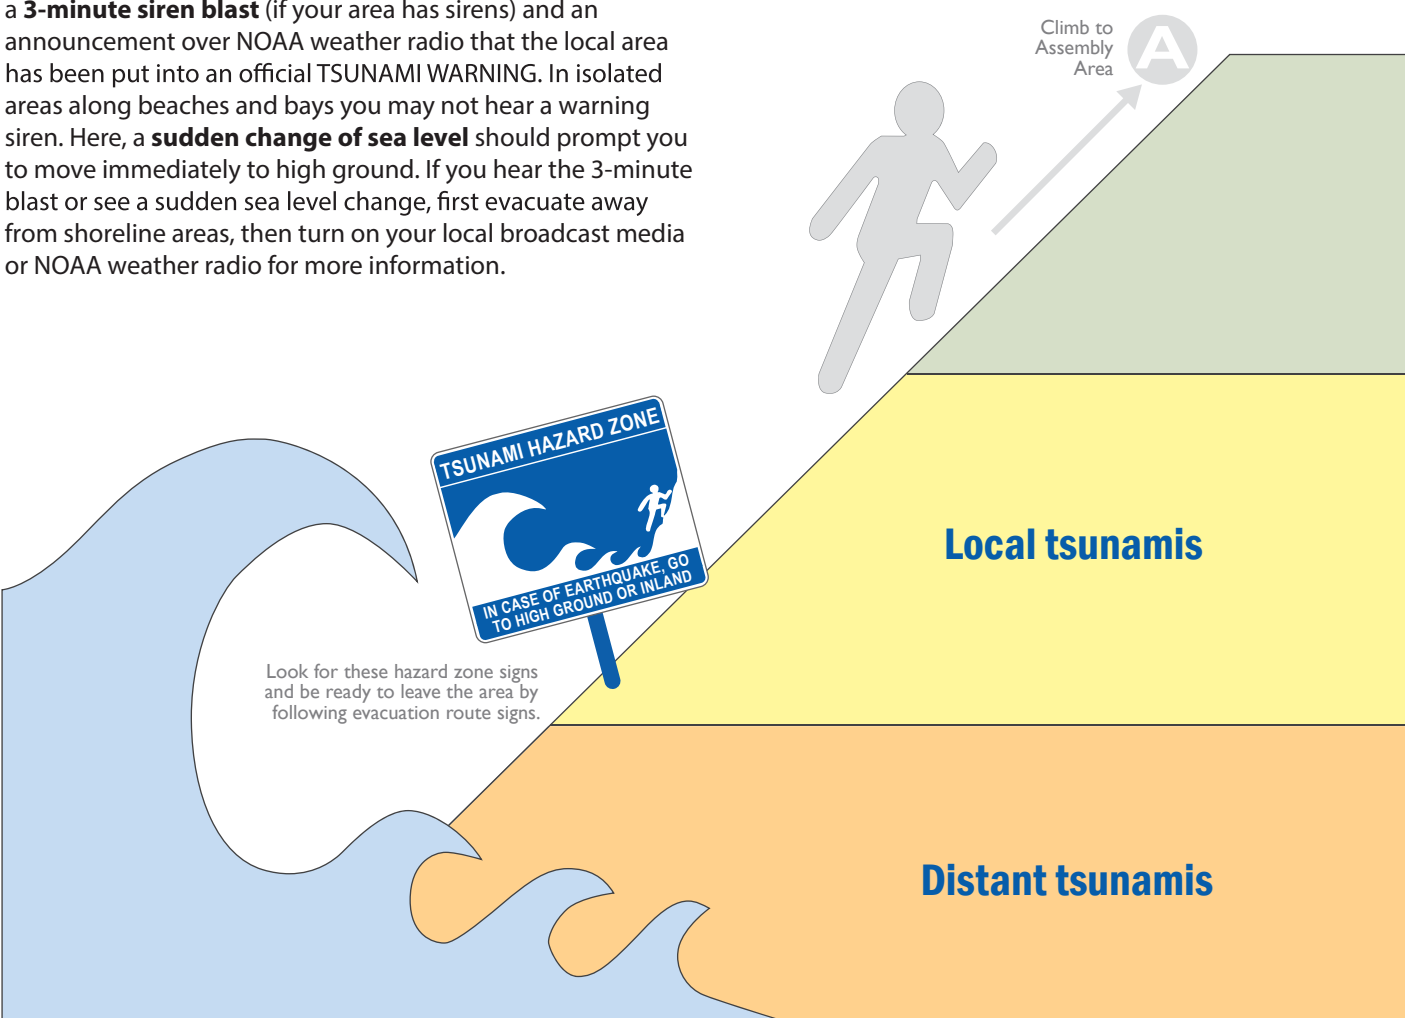 a 3-minute siren blast (if your area has sirens) and an
announcement over NOAA weather radio that the local area
has been put into an official TSUNAMI WARNING. In isolated
areas along beaches and bays you may not hear a warning
siren. Here, a sudden change of sea level should prompt you
to move immediately to high ground. If you hear the 3-minute
blast or see a sudden sea level change, first evacuate away
from shoreline areas, then turn on your local broadcast media
or NOAA weather radio for more information.
Climb to
Assembly
Area
A
TSUNAMI HAZARD ZONE
IN CASE OF EARTHQUAKE, GO
TO HIGH GROUND OR INLAND
Look for these hazard zone signs
and be ready to leave the area by
following evacuation route signs.
Local tsunamis
Distant tsunamis